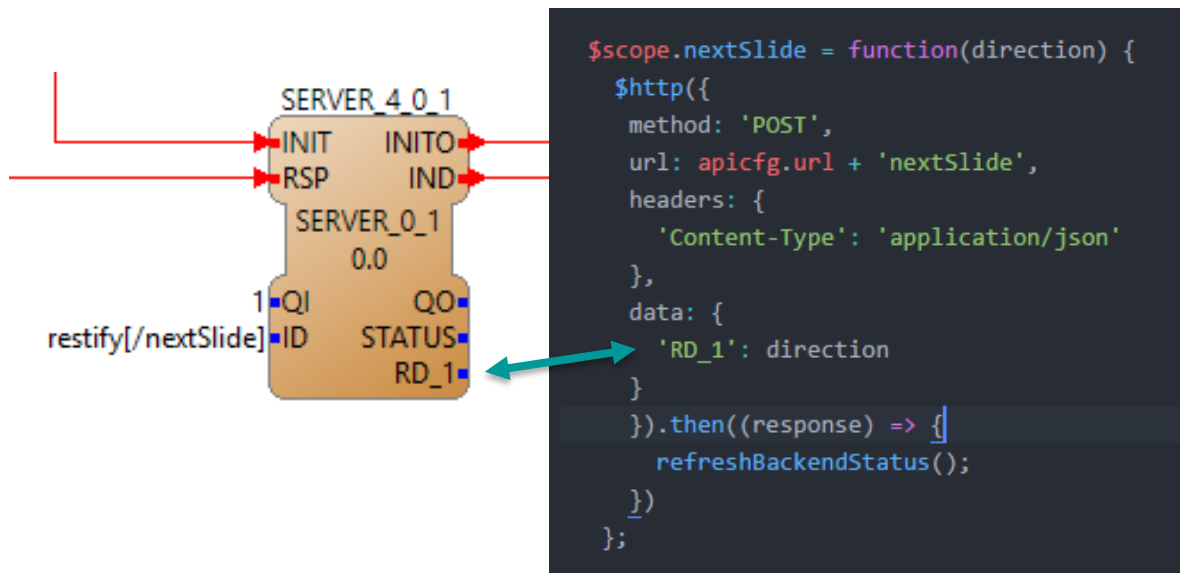 SERVER_4_0_1
INIT INITO
RSP IND
SERVER_0_1
0.0
1 QI QO
restify[/nextSlide] ID STATUS
RD_1
$scope.nextSlide = function(direction) {
$http({
method: 'POST',
url: apicfg.url + 'nextSlide',
headers: {
'Content-Type': 'application/json'
},
data: {
'RD_1': direction
}
}).then((response) => {
refreshBackendStatus();
})
};